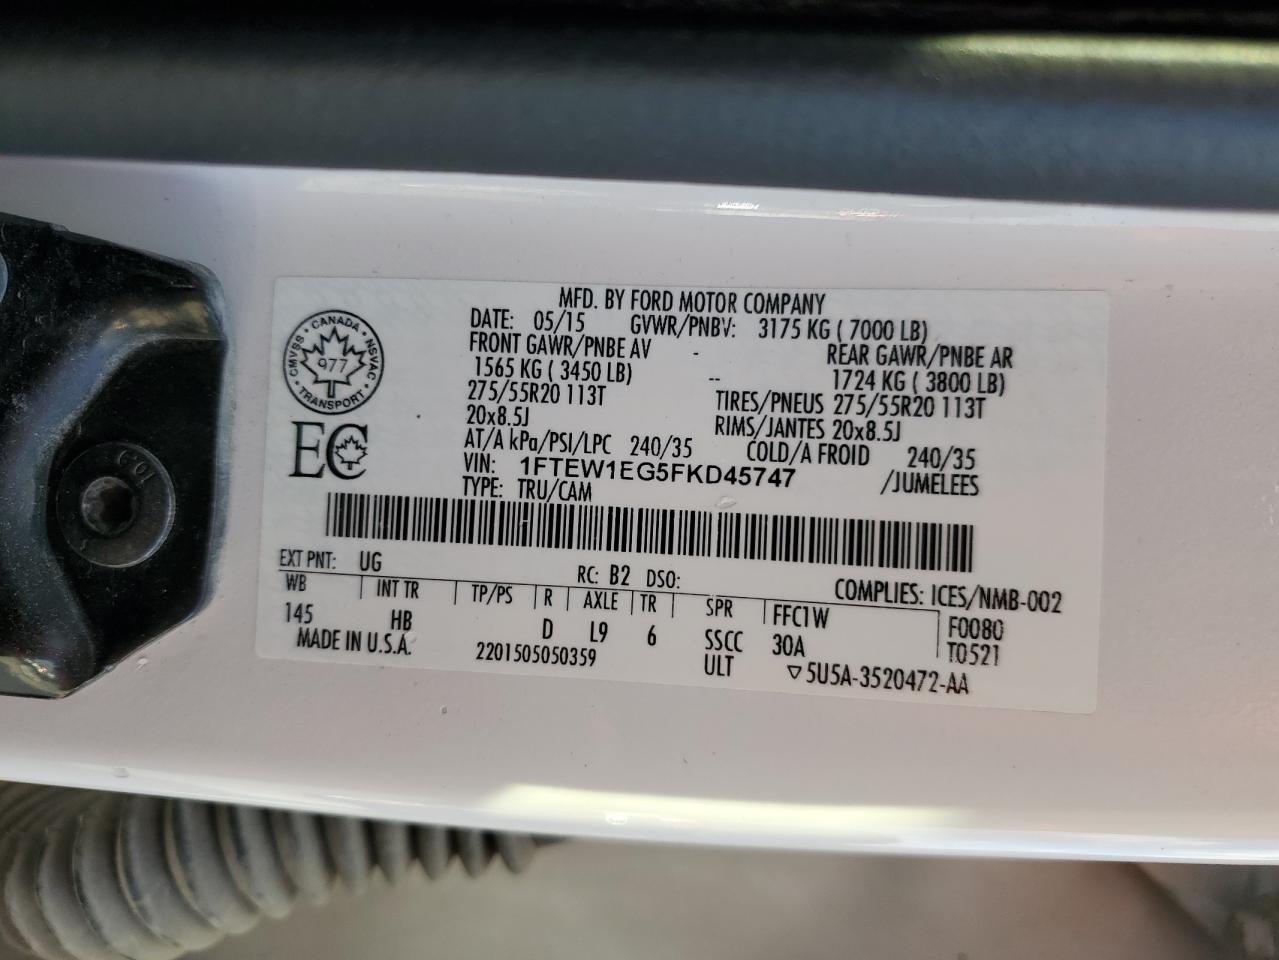 MFD. BY FORD MOTOR COMPANY
DATE: 05/15 GVWR/PNBV: 3175 KG ( 7000 LB)
FRONT GAWR/PNBE AV - REAR GAWR/PNBE AR
1565 KG ( 3450 LB) -- 1724 KG ( 3800 LB)
275/55R20 113T TIRES/PNEUS 275/55R20 113T
20x8.5J RIMS/JANTES 20x8.5J
AT/A kPa/PSI/LPC 240/35 COLD/A FROID 240/35
VIN: 1FTEW1EG5FKD45747 /JUMELEES
TYPE: TRU/CAM
CANADA
CMVSS • NSVAC
977
TRANSPORT
EC
EXT PNT: UG RC: B2 DSO: COMPLIES: ICES/NMB-002
WB INT TR TP/PS R AXLE TR SPR FFC1W F0080
145 HB D L9 6 SSCC 30A T0521
MADE IN U.S.A. 2201505050359 ULT ▽5U5A-3520472-AA